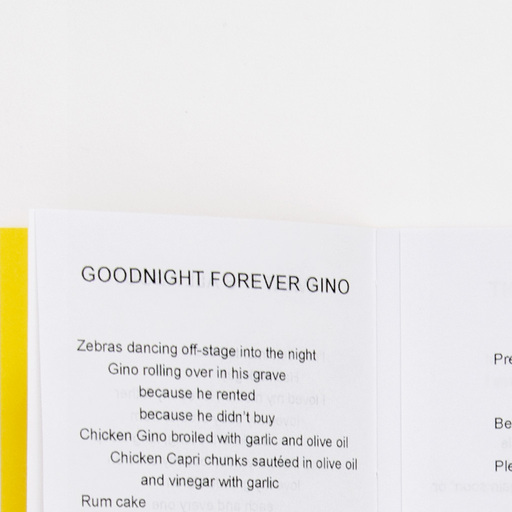 GOODNIGHT FOREVER GINO
Zebras dancing off-stage into the night
Gino rolling over in his grave
because he rented
because he didn't buy
Chicken Gino broiled with garlic and olive oil
Chicken Capri chunks sautéed in olive oil
and vinegar with garlic
Rum cake
Pre
Be
Ple